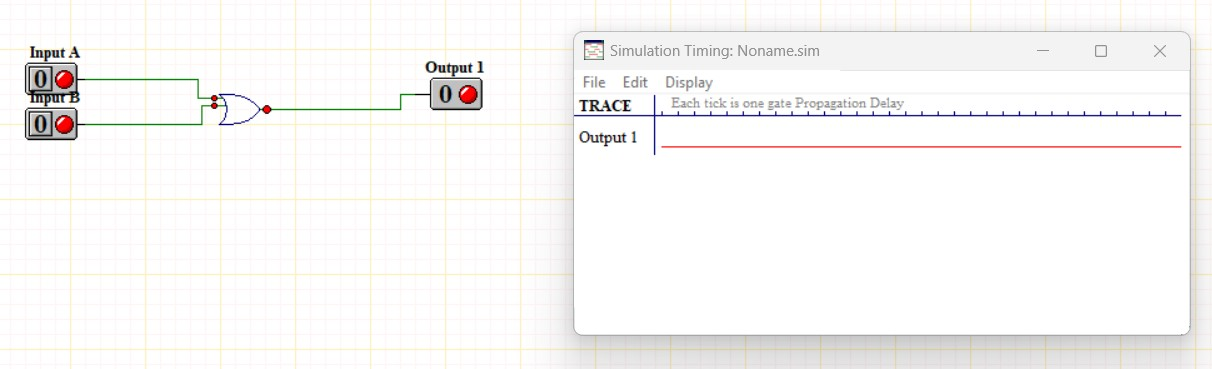 Input A
0
Input B
0
Output 1
0
Simulation Timing: Noname.sim
File Edit Display
TRACE Each tick is one gate Propagation Delay
Output 1